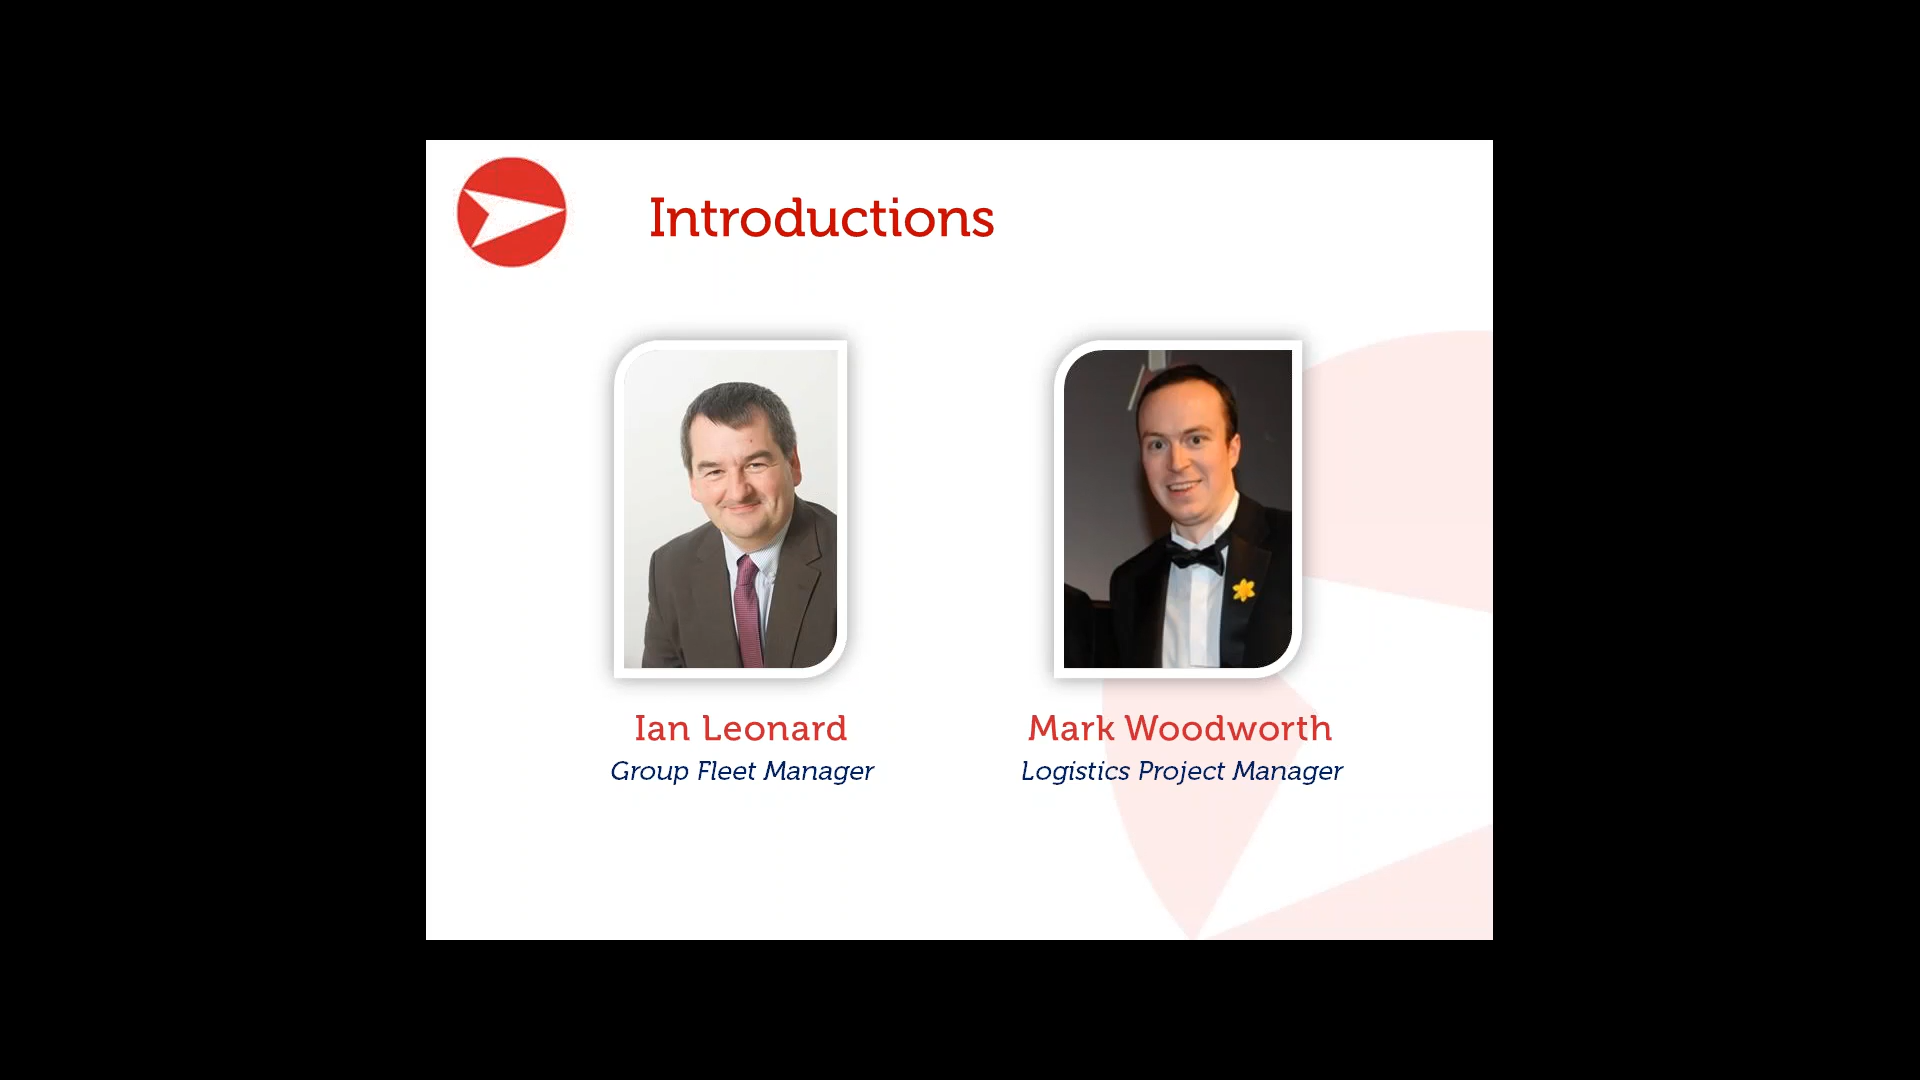 Introductions
Ian Leonard
Group Fleet Manager
Mark Woodworth
Logistics Project Manager